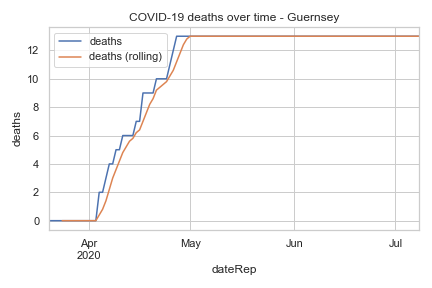 COVID-19 deaths over time - Guernsey
deaths
deaths (rolling)
deaths
12
10
8
6
4
2
0
Apr
2020
May
Jun
Jul
dateRep